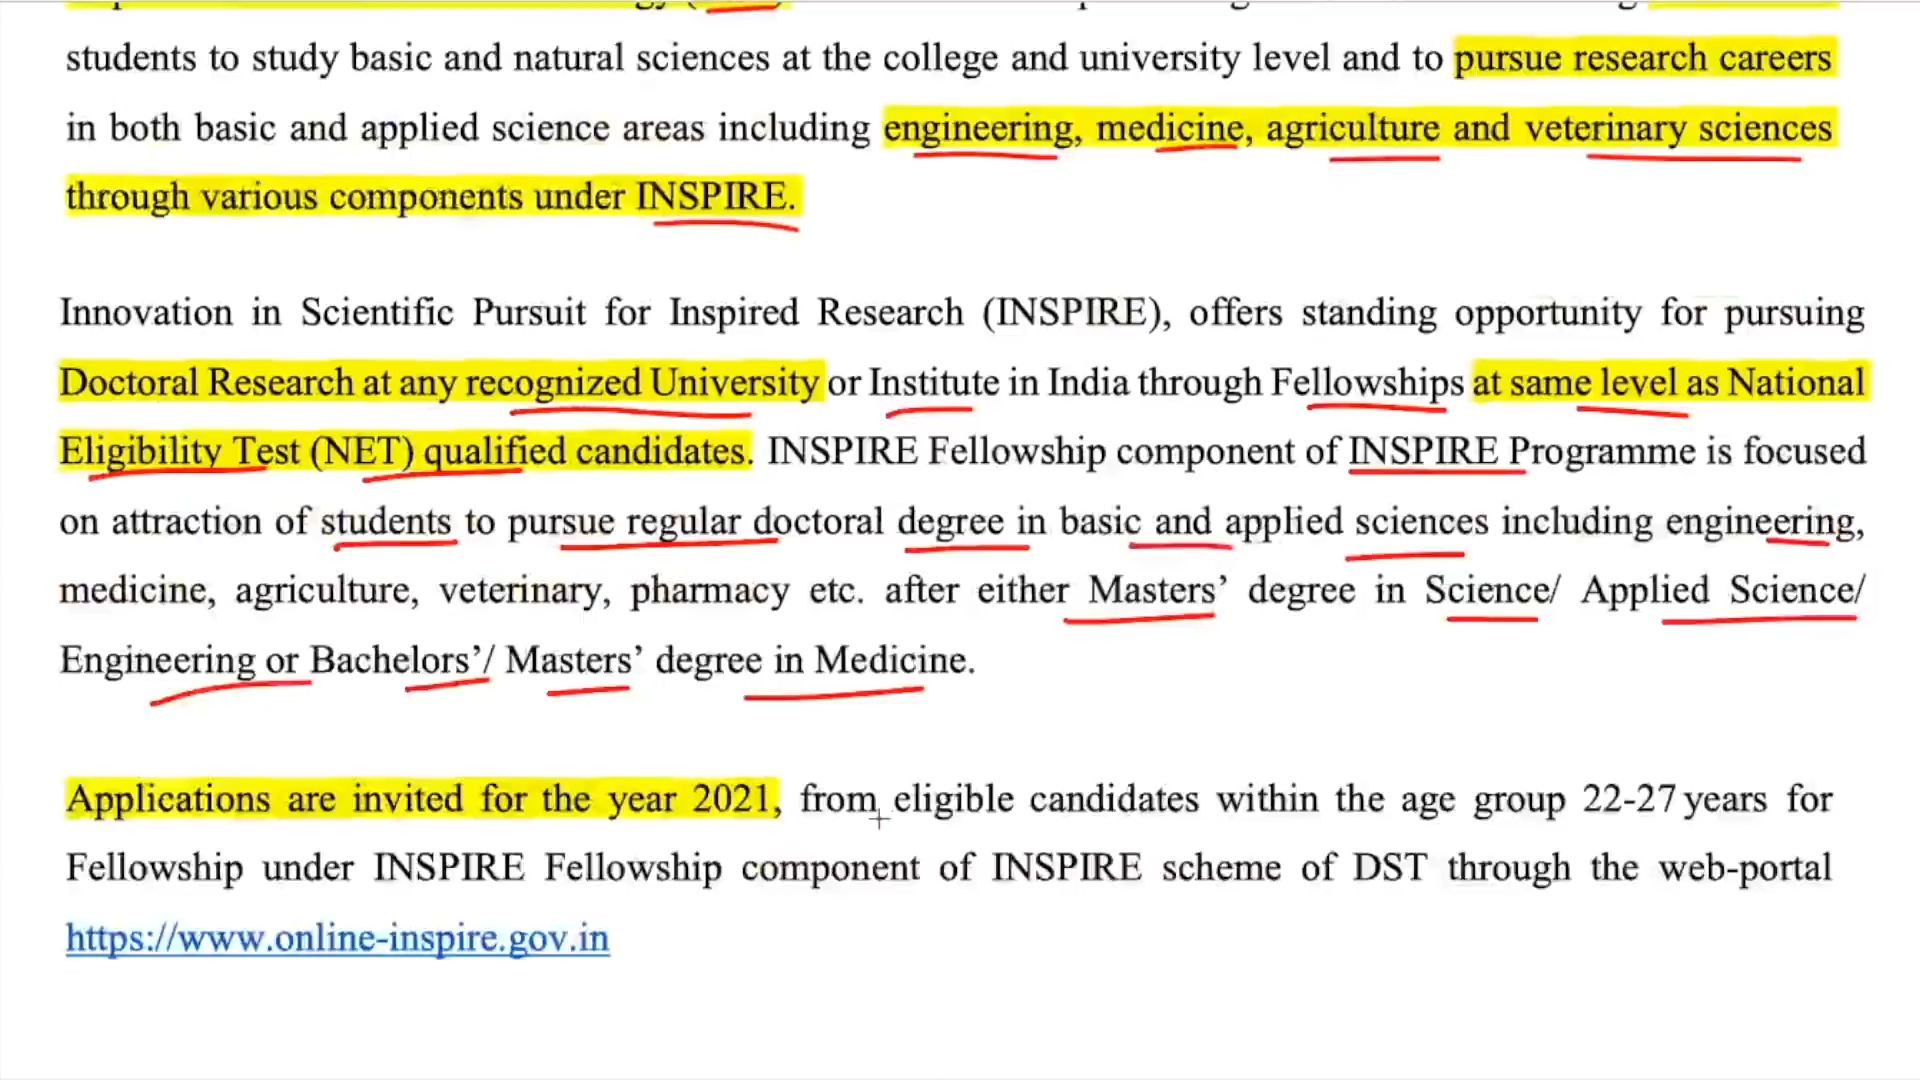 students to study basic and natural sciences at the college and university level and to pursue research careers
in both basic and applied science areas including engineering, medicine, agriculture and veterinary sciences
through various components under INSPIRE.
Innovation in Scientific Pursuit for Inspired Research (INSPIRE), offers standing opportunity for pursuing
Doctoral Research at any recognized University or Institute in India through Fellowships at same level as National
Eligibility Test (NET) qualified candidates. INSPIRE Fellowship component of INSPIRE Programme is focused
on attraction of students to pursue regular doctoral degree in basic and applied sciences including engineering,
medicine, agriculture, veterinary, pharmacy etc. after either Masters’ degree in Science/ Applied Science/
Engineering or Bachelors’/ Masters’ degree in Medicine.
Applications are invited for the year 2021, from eligible candidates within the age group 22-27 years for
Fellowship under INSPIRE Fellowship component of INSPIRE scheme of DST through the web-portal
https://www.online-inspire.gov.in